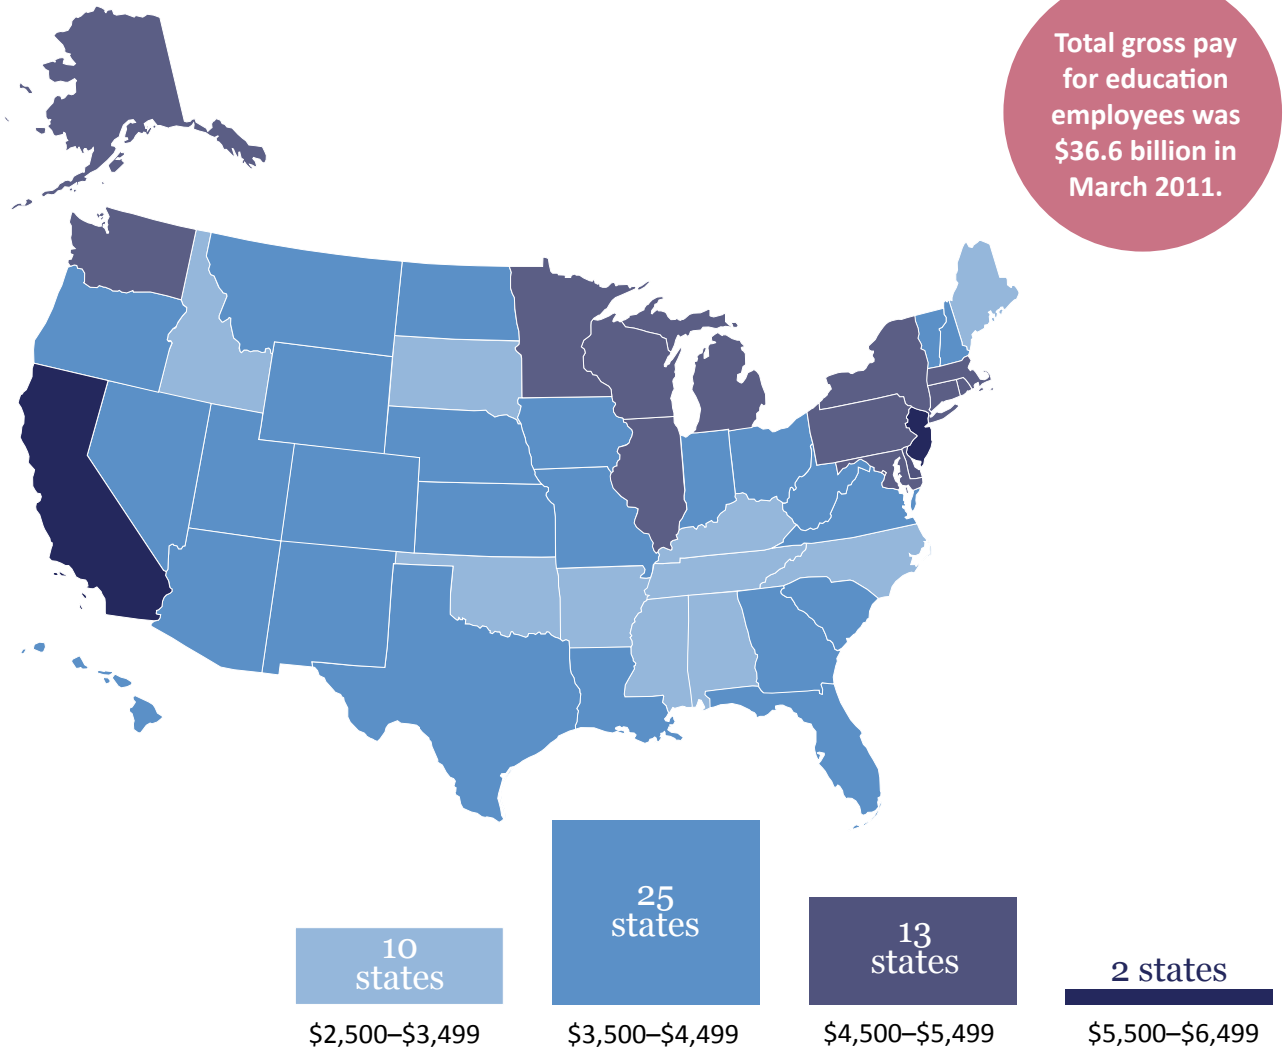 Total gross pay
for education
employees was
$36.6 billion in
March 2011.
10
states
25
states
13
states
2 states
$2,500–$3,499
$3,500–$4,499
$4,500–$5,499
$5,500–$6,499